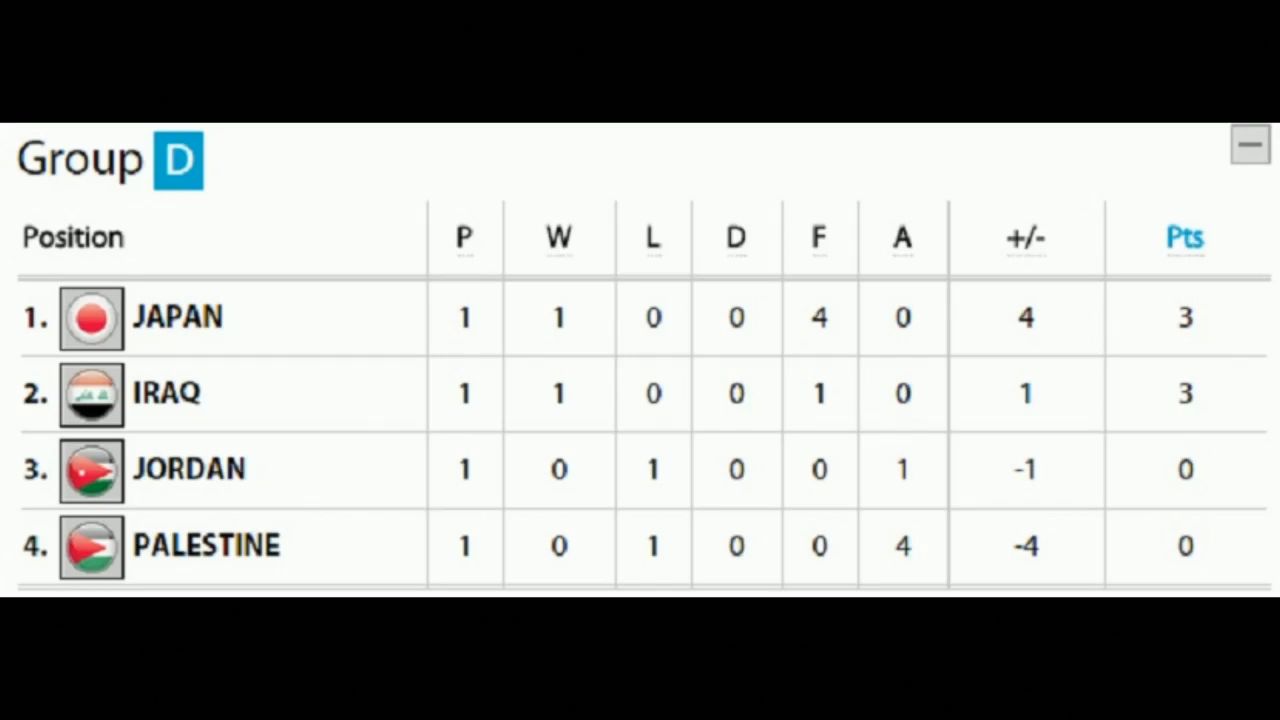 Group D
Position P W L D F A +/- Pts
1. JAPAN 1 1 0 0 4 0 4 3
2. IRAQ 1 1 0 0 1 0 1 3
3. JORDAN 1 0 1 0 0 1 -1 0
4. PALESTINE 1 0 1 0 0 4 -4 0